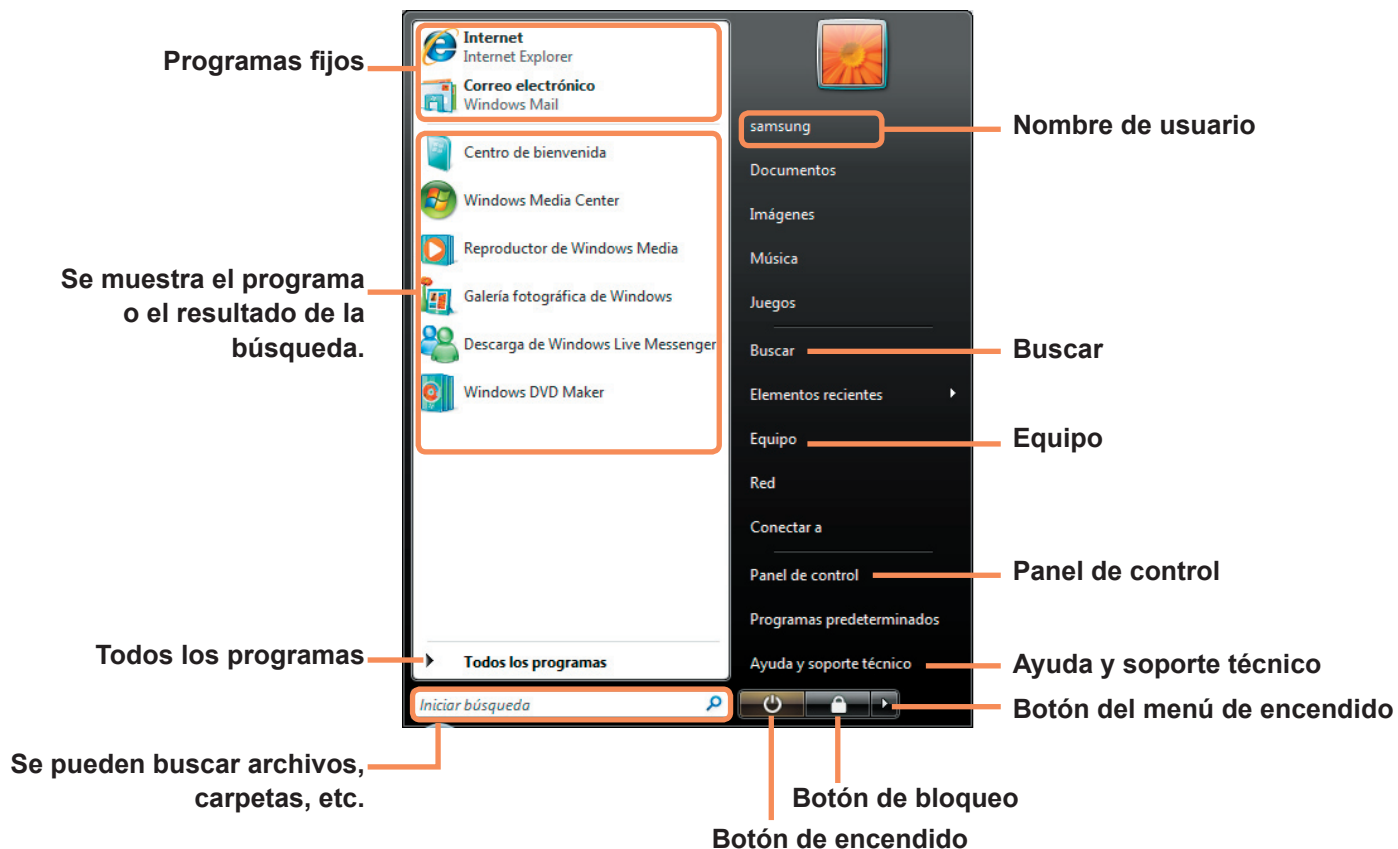 Programas fijos
Internet
Internet Explorer
Correo electrónico
Windows Mail
Se muestra el programa
o el resultado de la
búsqueda.
Centro de bienvenida
Windows Media Center
Reproductor de Windows Media
Galería fotográfica de Windows
Descarga de Windows Live Messenger
Windows DVD Maker
Todos los programas
Todos los programas
Iniciar búsqueda
Se pueden buscar archivos,
carpetas, etc.
samsung
Nombre de usuario
Documentos
Imágenes
Música
Juegos
Buscar
Buscar
Elementos recientes
Equipo
Equipo
Red
Conectar a
Panel de control
Panel de control
Programas predeterminados
Ayuda y soporte técnico
Ayuda y soporte técnico
Botón del menú de encendido
Botón de bloqueo
Botón de encendido